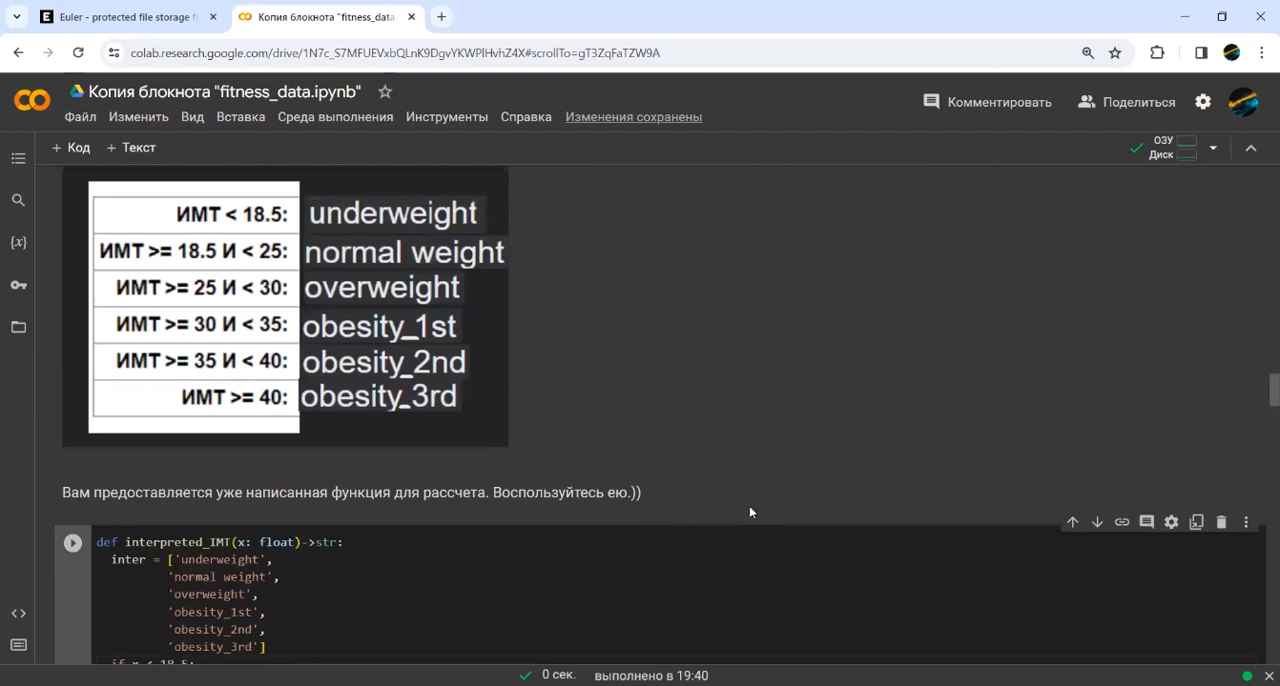 Euler - protected file storage f
Копия блокнота "fitness_data.
colab.research.google.com/drive/1N7c_S7MFUEVxbQLnK9DgvYKWPlHvhZ4X#scrollTo=gT3ZqFaTZW9A
CO
Копия блокнота "fitness_data.ipynb"
Комментировать
Поделиться
Файл Изменить Вид Вставка Среда выполнения Инструменты Справка Изменения сохранены
+ Код + Текст
ОЗУ
Диск
ИМТ < 18.5: underweight
ИМТ >= 18.5 И < 25: normal weight
ИМТ >= 25 И < 30: overweight
ИМТ >= 30 И < 35: obesity_1st
ИМТ >= 35 И < 40: obesity_2nd
ИМТ >= 40: obesity_3rd
Вам предоставляется уже написанная функция для рассчета. Воспользуйтесь ею.))
def interpreted_IMT(x: float)->str:
inter = ['underweight',
'normal weight',
'overweight',
'obesity_1st',
'obesity_2nd',
'obesity_3rd']
if x < 18.5:
0 сек. выполнено в 19:40